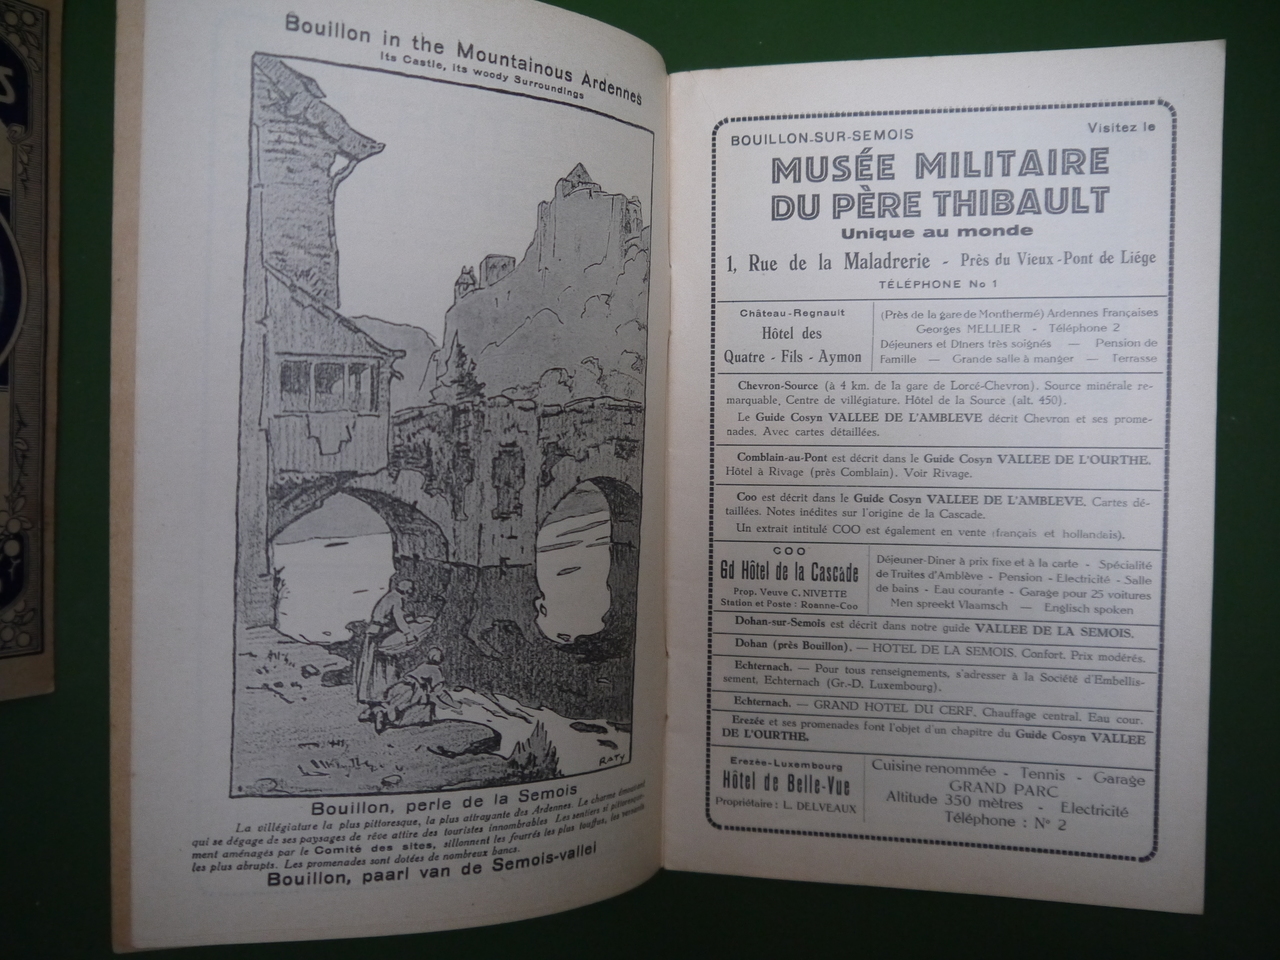 Bouillon in the Mountainous Ardennes
Its Castle, its woody Surroundings
RATY
Bouillon, perle de la Semois
La villégiature la plus pittoresque, la plus attrayante des Ardennes. Le charme émouvant
qui se dégage de ses paysages de rêve attire des touristes innombrables. Les sentiers si pittoresque-
ment aménagés par le Comité des sites, sillonnent les fourrés les plus touffus, les versants
les plus abrupts. Les promenades sont dotées de nombreux bancs.
Bouillon, paarl van de Semois-vallei
BOUILLON-SUR-SEMOIS Visitez le
MUSÉE MILITAIRE
DU PÈRE THIBAULT
Unique au monde
1, Rue de la Maladrerie - Près du Vieux-Pont de Liége
TÉLÉPHONE No 1
Château-Regnault
Hôtel des
Quatre - Fils - Aymon
(Près de la gare de Monthermé) Ardennes Françaises
Georges MELLIER - Téléphone 2
Déjeuners et Dîners très soignés — Pension de
Famille — Grande salle à manger — Terrasse
Chevron-Source (à 4 km. de la gare de Lorcé-Chevron). Source minérale re-
marquable, Centre de villégiature. Hôtel de la Source (alt. 450).
Le Guide Cosyn VALLEE DE L'AMBLEVE décrit Chevron et ses prome-
nades. Avec cartes détaillées.
Comblain-au-Pont est décrit dans le Guide Cosyn VALLEE DE L'OURTHE.
Hôtel à Rivage (près Comblain). Voir Rivage.
Coo est décrit dans le Guide Cosyn VALLEE DE L'AMBLEVE. Cartes dé-
taillées. Notes inédites sur l'origine de la Cascade.
Un extrait intitulé COO est également en vente (français et hollandais).
COO
Gd Hôtel de la Cascade
Prop. Veuve C. NIVETTE
Station et Poste : Roanne-Coo
Déjeuner-Dîner à prix fixe et à la carte - Spécialité
de Truites d'Amblève - Pension - Electricité - Salle
de bains - Eau courante - Garage pour 25 voitures
Men spreekt Vlaamsch — Englisch spoken
Dohan-sur-Semois est décrit dans notre guide VALLEE DE LA SEMOIS.
Dohan (près Bouillon). — HOTEL DE LA SEMOIS. Confort. Prix modérés.
Echternach. — Pour tous renseignements, s'adresser à la Société d'Embellis-
sement, Echternach (Gr.-D. Luxembourg).
Echternach. — GRAND HOTEL DU CERF. Chauffage central. Eau cour.
Erezée et ses promenades font l'objet d'un chapitre du Guide Cosyn VALLEE
DE L'OURTHE.
Erezée-Luxembourg
Hôtel de Belle-Vue
Propriétaire : L. DELVEAUX
Cuisine renommée - Tennis - Garage
GRAND PARC
Altitude 350 mètres - Electricité
Téléphone : N° 2